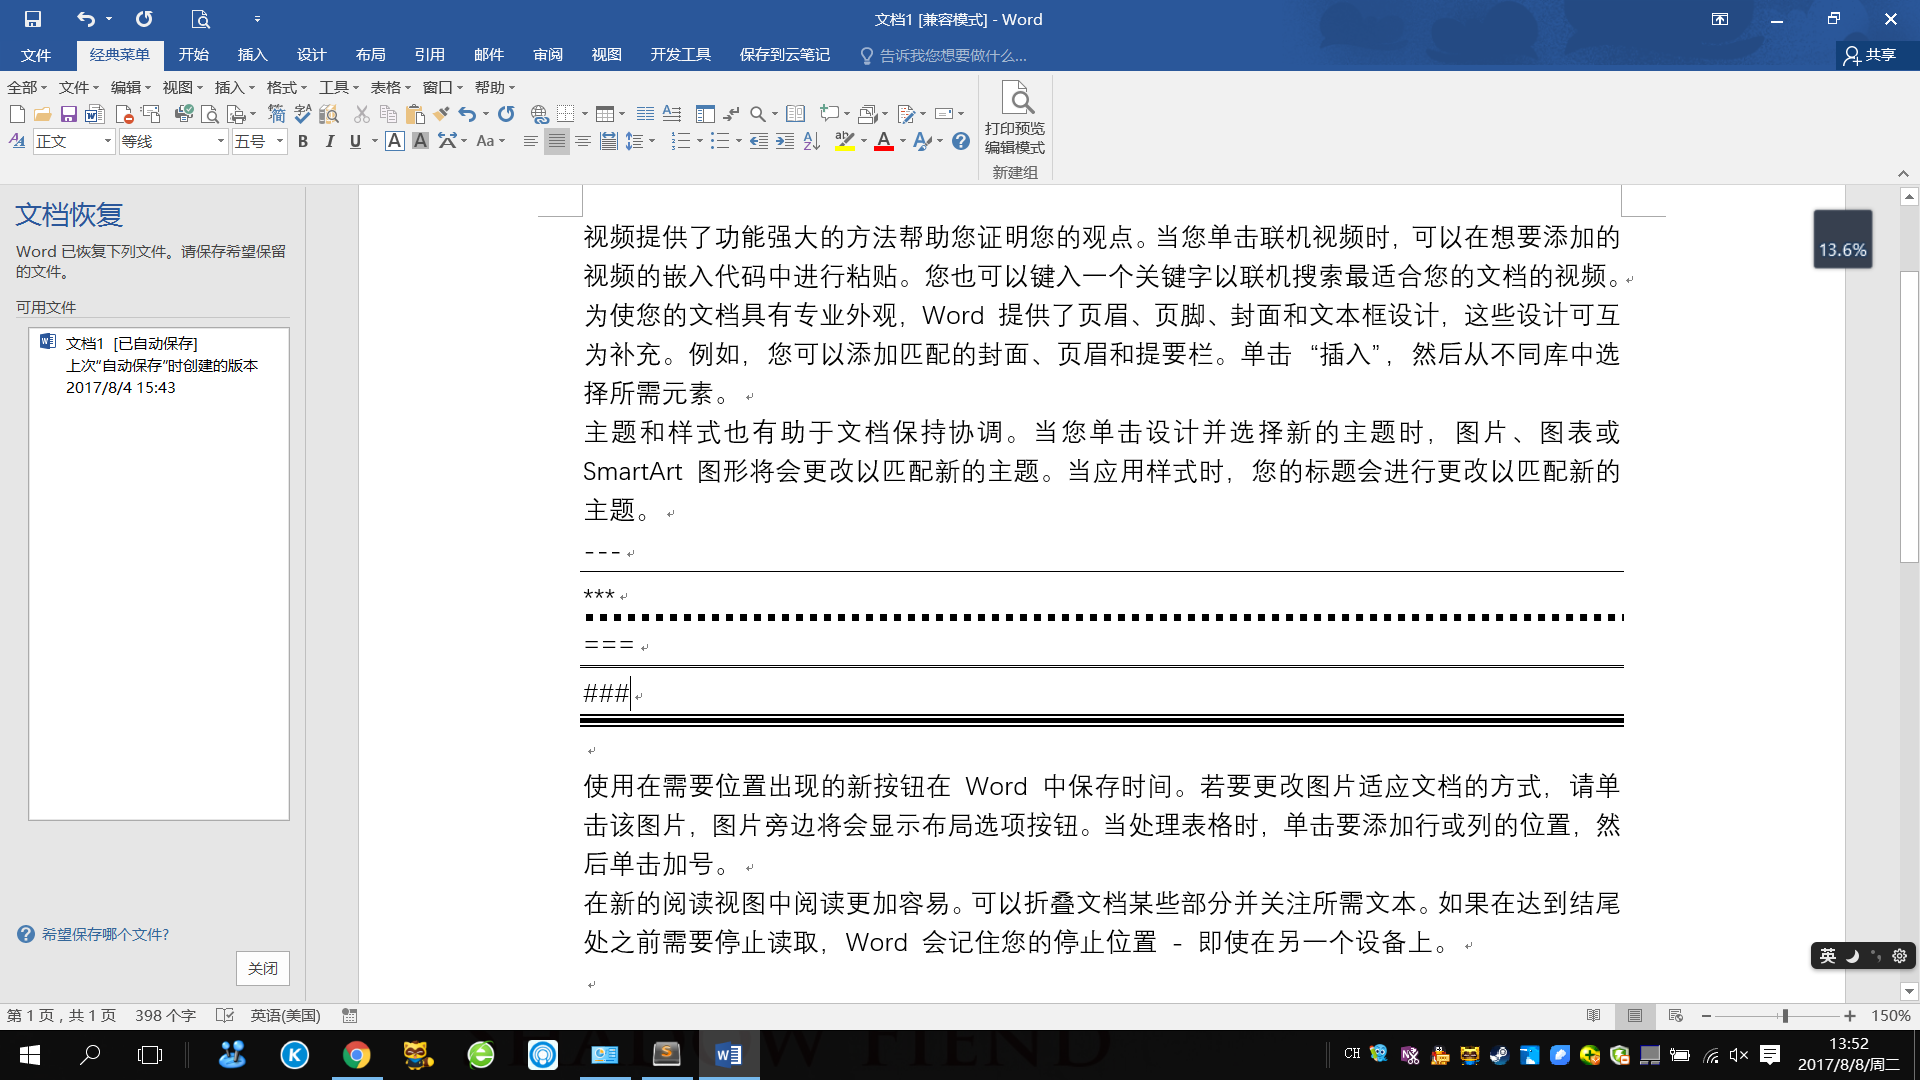 文档1 [兼容模式] - Word
文件 经典菜单 开始 插入 设计 布局 引用 邮件 审阅 视图 开发工具 保存到云笔记 告诉我您想要做什么... 共享
全部 文件 编辑 视图 插入 格式 工具 表格 窗口 帮助
正文 等线 五号 B I U A A Aa
打印预览
编辑模式
新建组
文档恢复
Word 已恢复下列文件。请保存希望保留
的文件。
可用文件
文档1 [已自动保存]
上次“自动保存”时创建的版本
2017/8/4 15:43
希望保存哪个文件?
关闭
视频提供了功能强大的方法帮助您证明您的观点。当您单击联机视频时，可以在想要添加的
视频的嵌入代码中进行粘贴。您也可以键入一个关键字以联机搜索最适合您的文档的视频。
为使您的文档具有专业外观，Word 提供了页眉、页脚、封面和文本框设计，这些设计可互
为补充。例如，您可以添加匹配的封面、页眉和提要栏。单击 “插入”，然后从不同库中选
择所需元素。
主题和样式也有助于文档保持协调。当您单击设计并选择新的主题时，图片、图表或
SmartArt 图形将会更改以匹配新的主题。当应用样式时，您的标题会进行更改以匹配新的
主题。
---
***
===
###
使用在需要位置出现的新按钮在 Word 中保存时间。若要更改图片适应文档的方式，请单
击该图片，图片旁边将会显示布局选项按钮。当处理表格时，单击要添加行或列的位置，然
后单击加号。
在新的阅读视图中阅读更加容易。可以折叠文档某些部分并关注所需文本。如果在达到结尾
处之前需要停止读取，Word 会记住您的停止位置 - 即使在另一个设备上。
13.6%
英
第 1 页，共 1 页 398 个字 英语(美国) 150%
CH
13:52
2017/8/8/周二